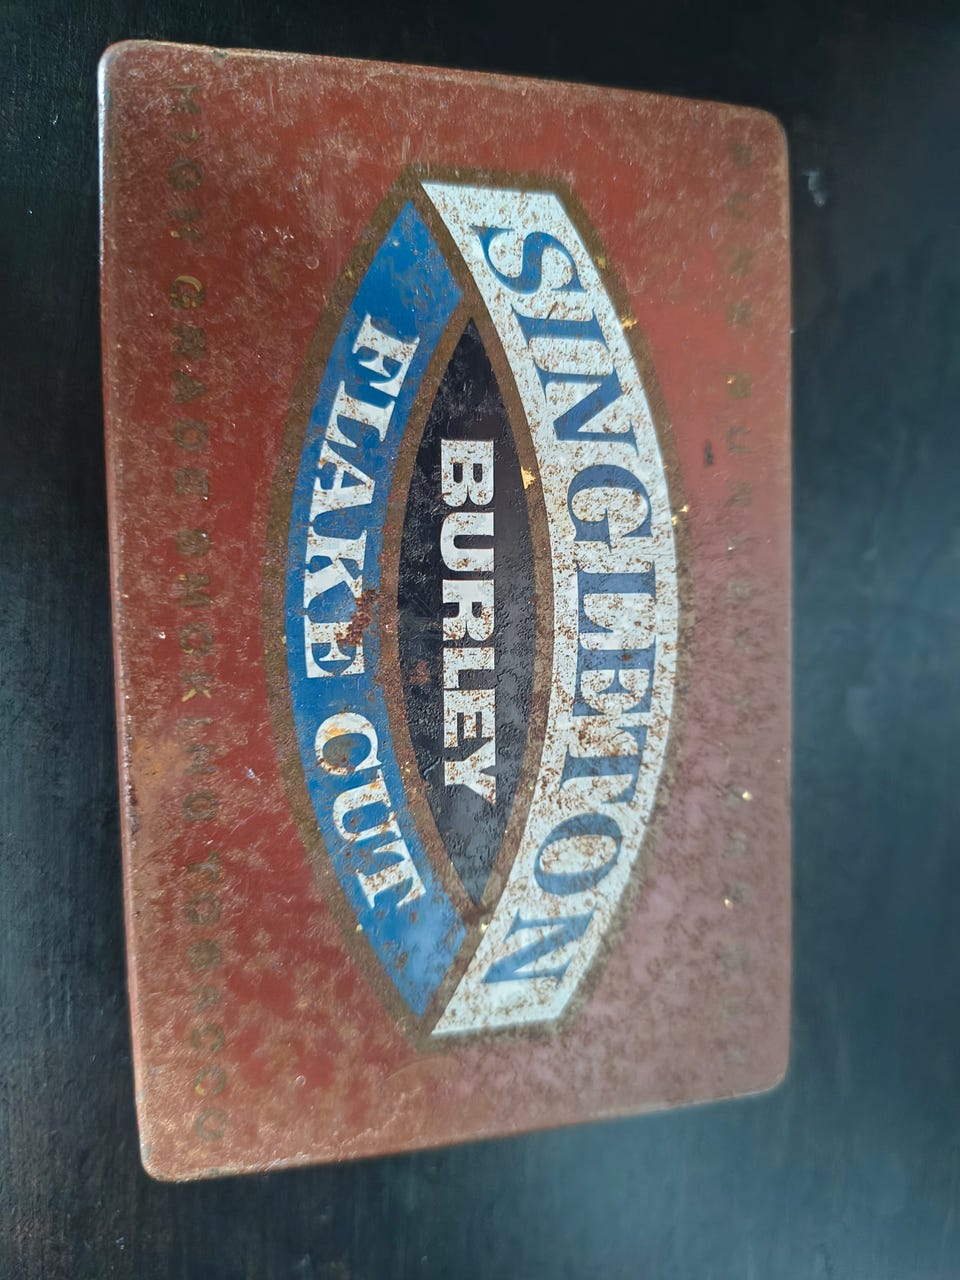 SINGLETON
BURLEY
FLAKE CUT
HIGH GRADE SMOKING TOBACCO